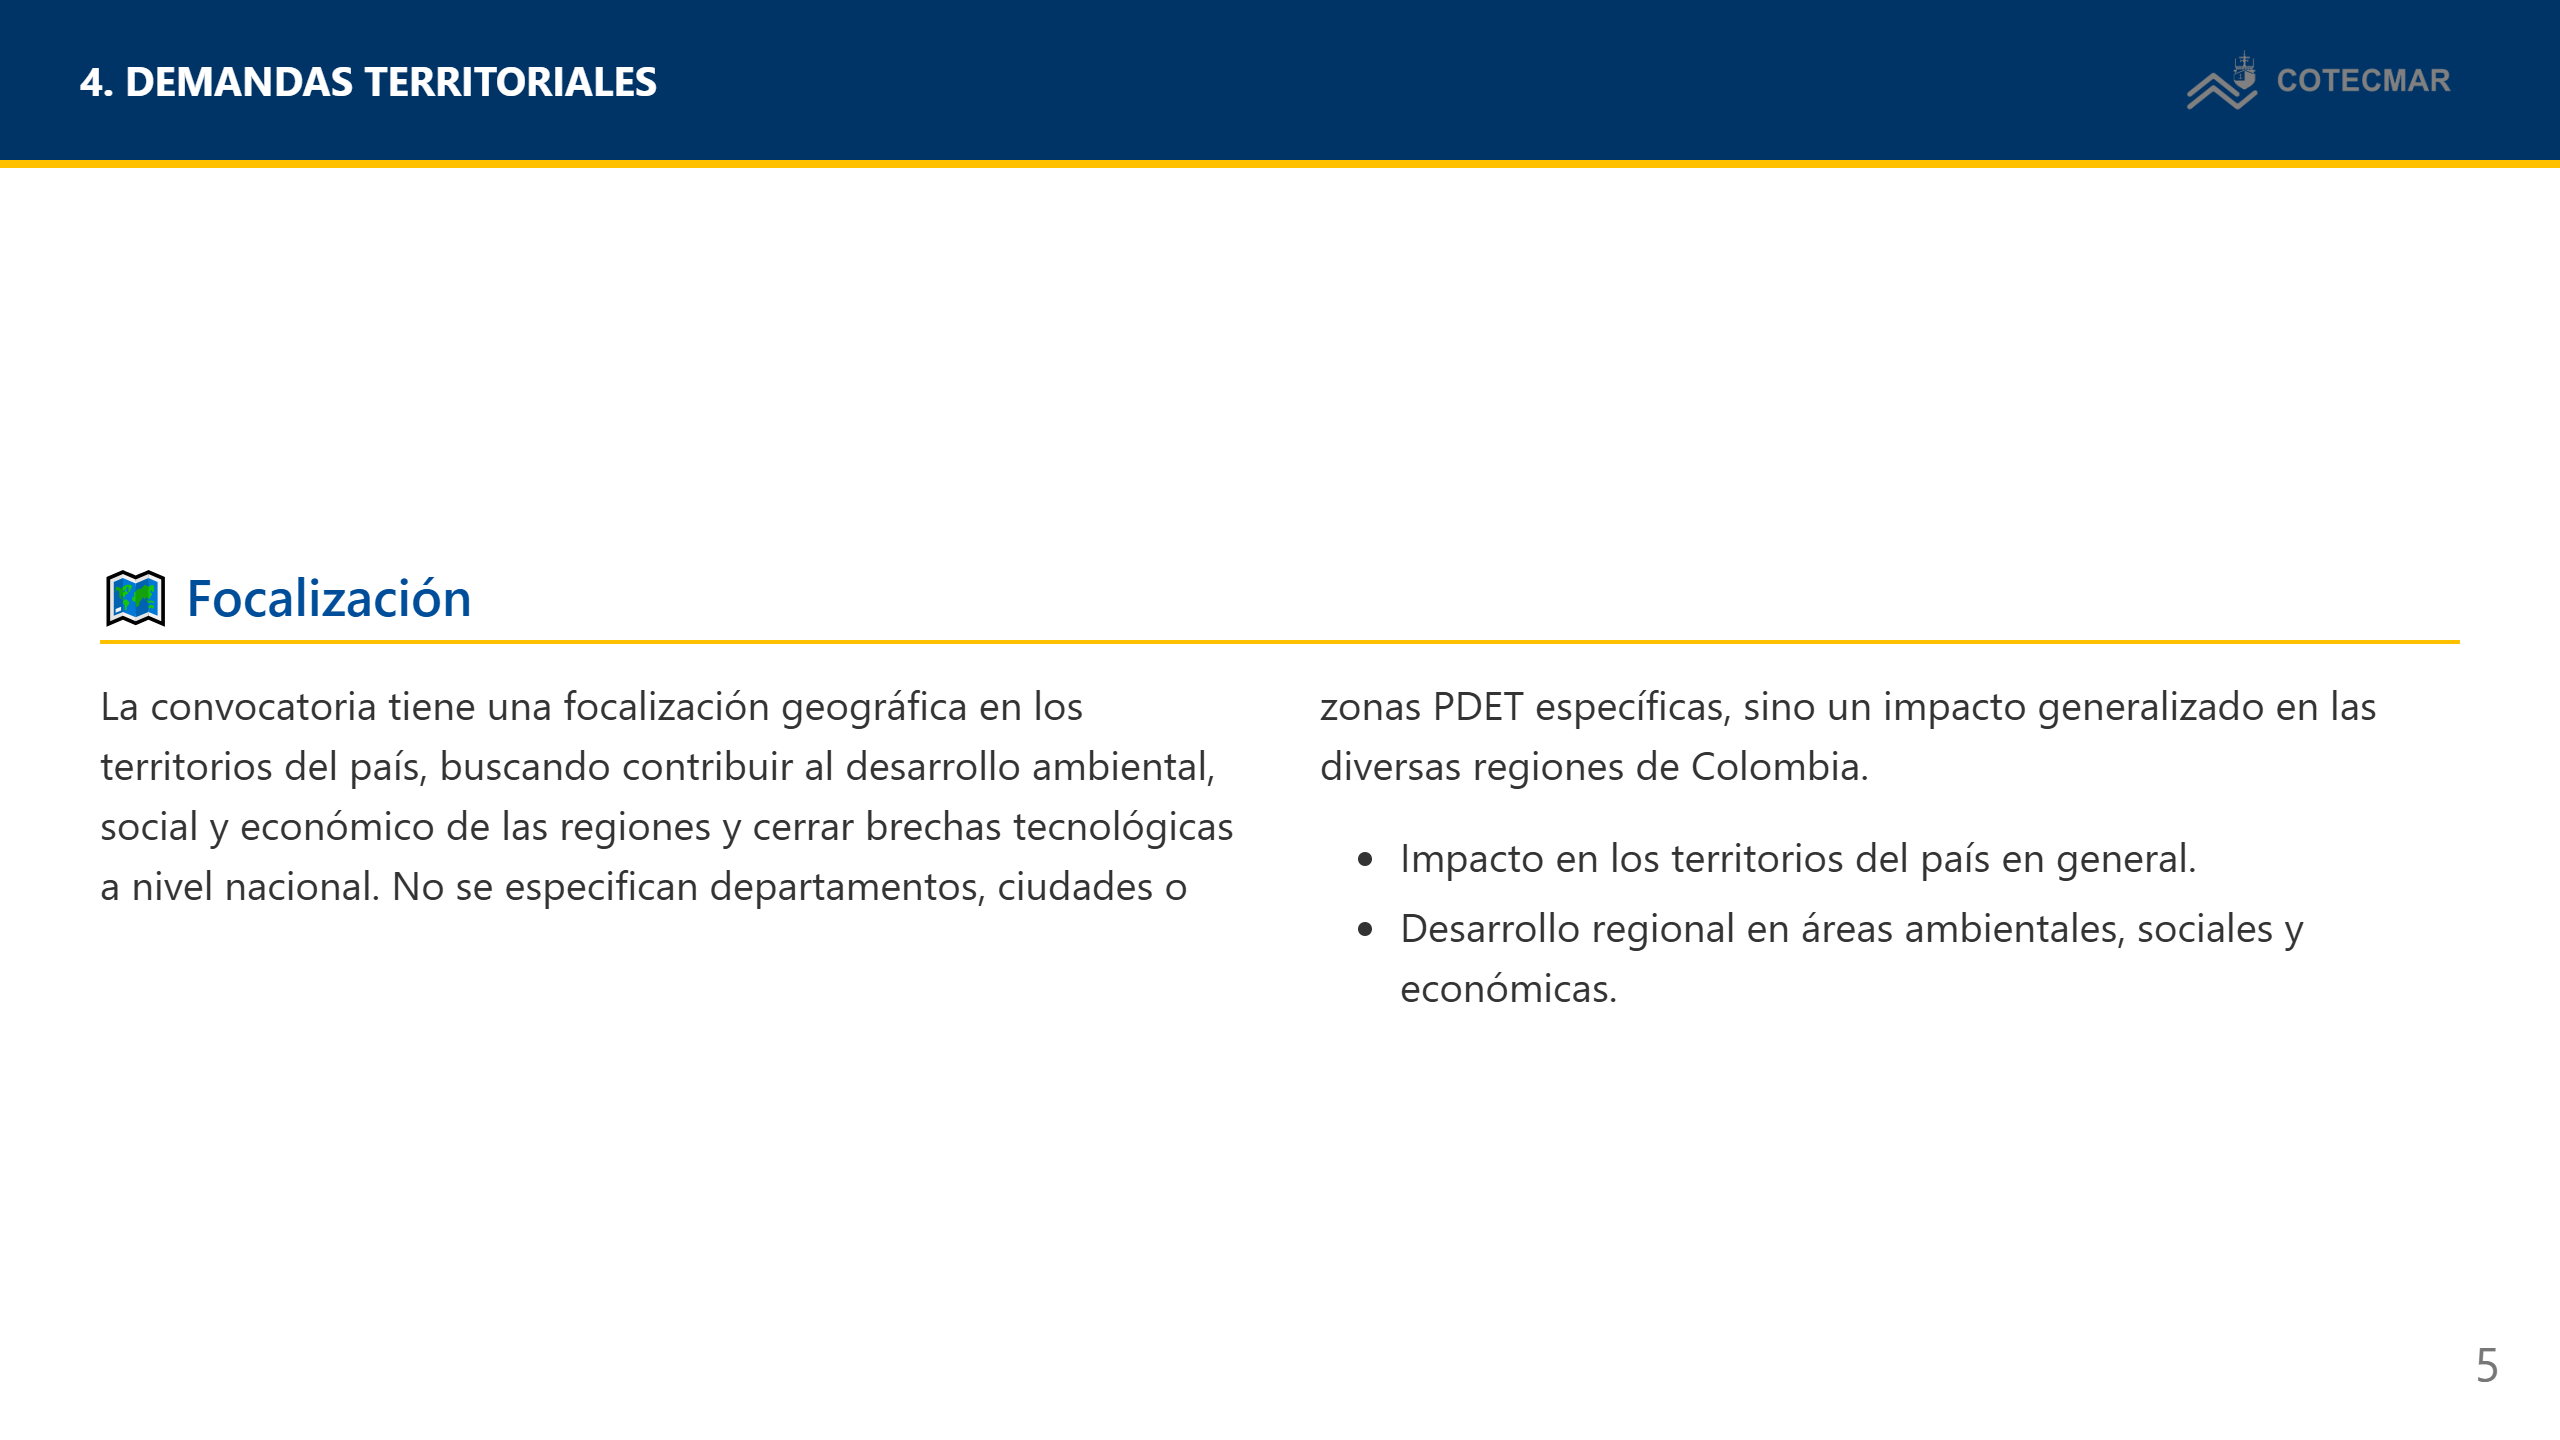 4. DEMANDAS TERRITORIALES
COTECMAR
Focalización
La convocatoria tiene una focalización geográfica en los
territorios del país, buscando contribuir al desarrollo ambiental,
social y económico de las regiones y cerrar brechas tecnológicas
a nivel nacional. No se especifican departamentos, ciudades o
zonas PDET específicas, sino un impacto generalizado en las
diversas regiones de Colombia.
• Impacto en los territorios del país en general.
• Desarrollo regional en áreas ambientales, sociales y
económicas.
5